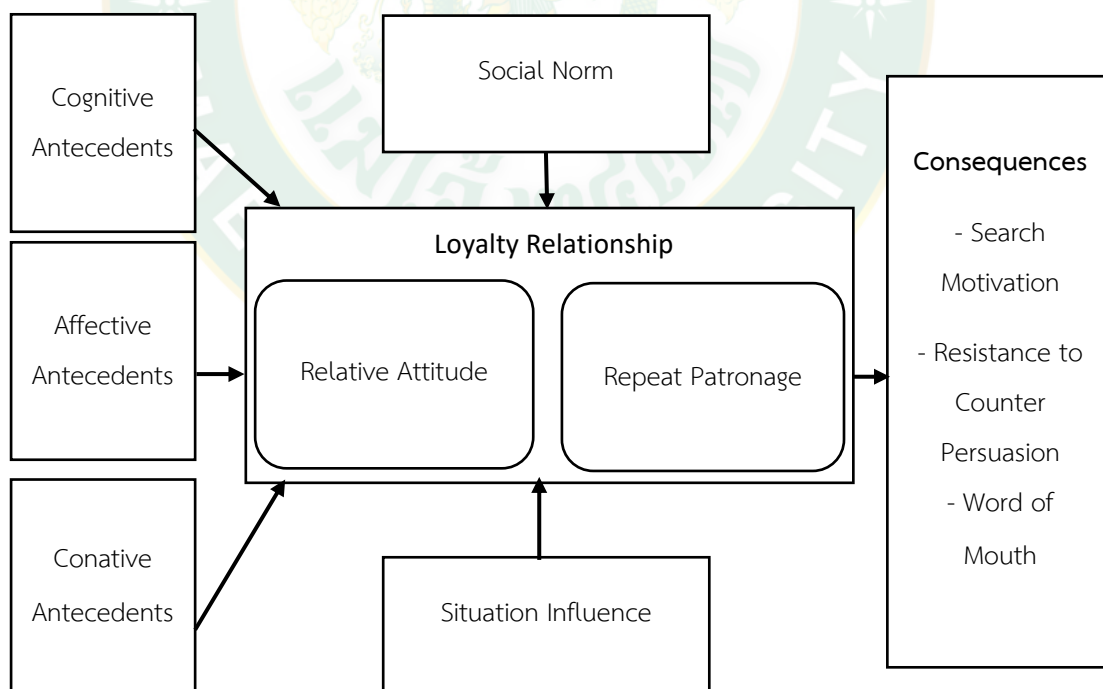 Cognitive
Antecedents
Social Norm
Affective
Antecedents
Loyalty Relationship
Relative Attitude
Repeat Patronage
Conative
Antecedents
Situation Influence
Consequences
- Search
Motivation
- Resistance to
Counter
Persuasion
- Word of
Mouth